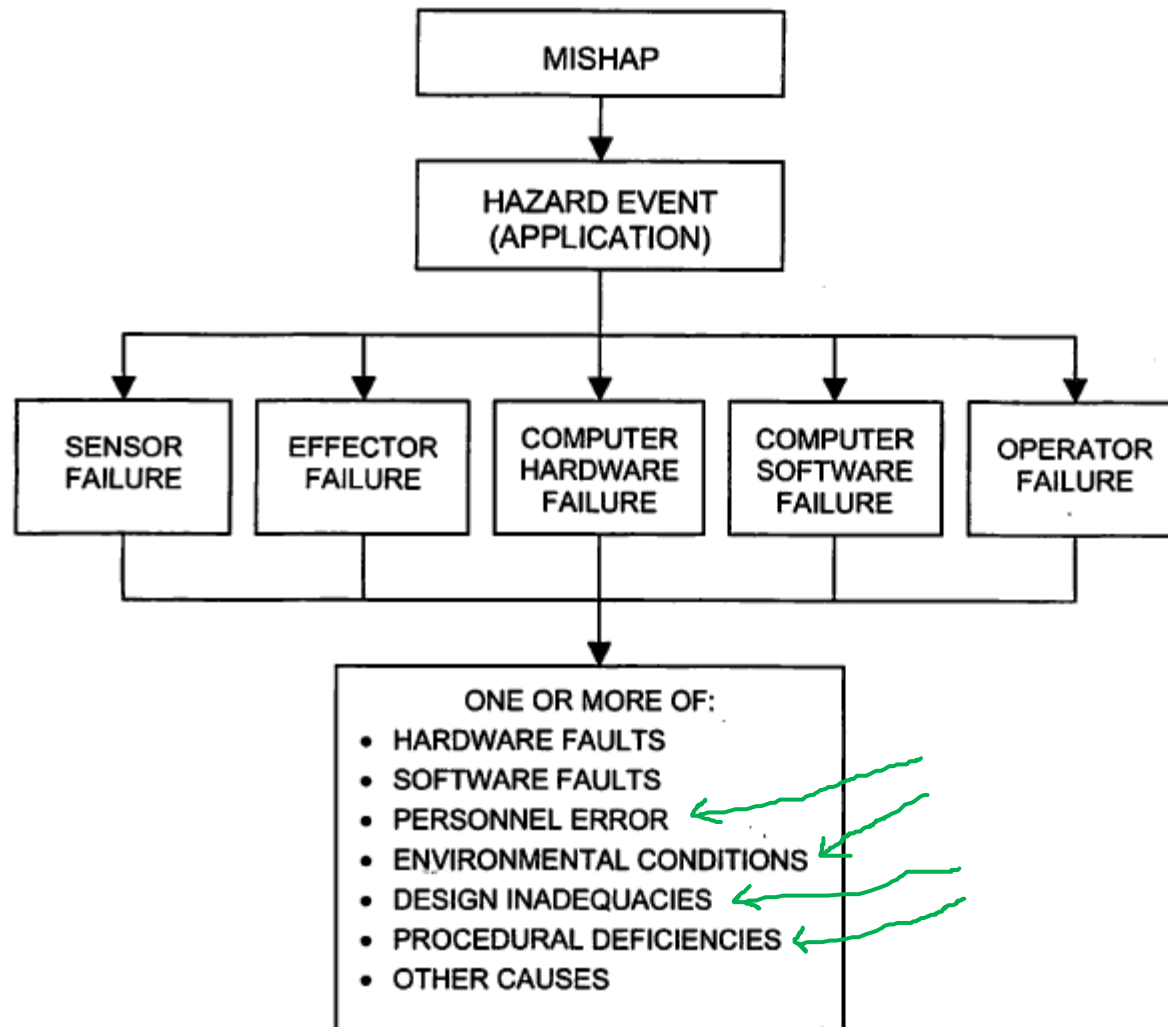 MISHAP
HAZARD EVENT
(APPLICATION)
SENSOR
FAILURE
EFFECTOR
FAILURE
COMPUTER
HARDWARE
FAILURE
COMPUTER
SOFTWARE
FAILURE
OPERATOR
FAILURE
ONE OR MORE OF:
• HARDWARE FAULTS
• SOFTWARE FAULTS
• PERSONNEL ERROR
• ENVIRONMENTAL CONDITIONS
• DESIGN INADEQUACIES
• PROCEDURAL DEFICIENCIES
• OTHER CAUSES